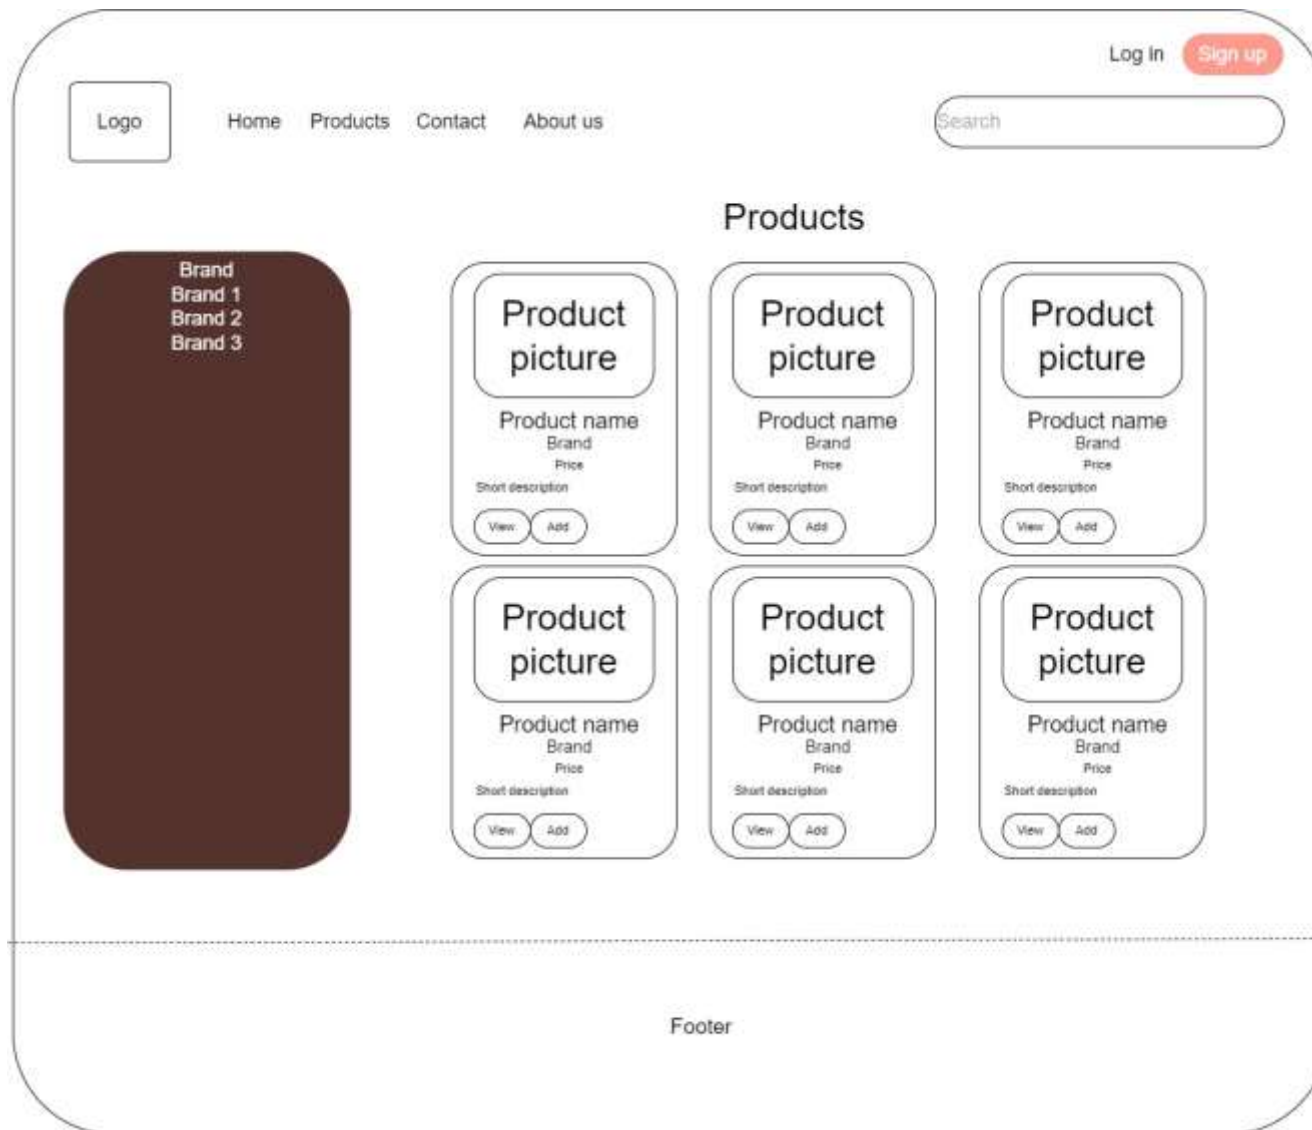 Log In
Sign up
Logo
Home
Products
Contact
About us
Search
Products
Brand
Brand 1
Brand 2
Brand 3
Product
picture
Product name
Brand
Price
Short description
View
Add
Product
picture
Product name
Brand
Price
Short description
View
Add
Product
picture
Product name
Brand
Price
Short description
View
Add
Product
picture
Product name
Brand
Price
Short description
View
Add
Product
picture
Product name
Brand
Price
Short description
View
Add
Product
picture
Product name
Brand
Price
Short description
View
Add
Footer